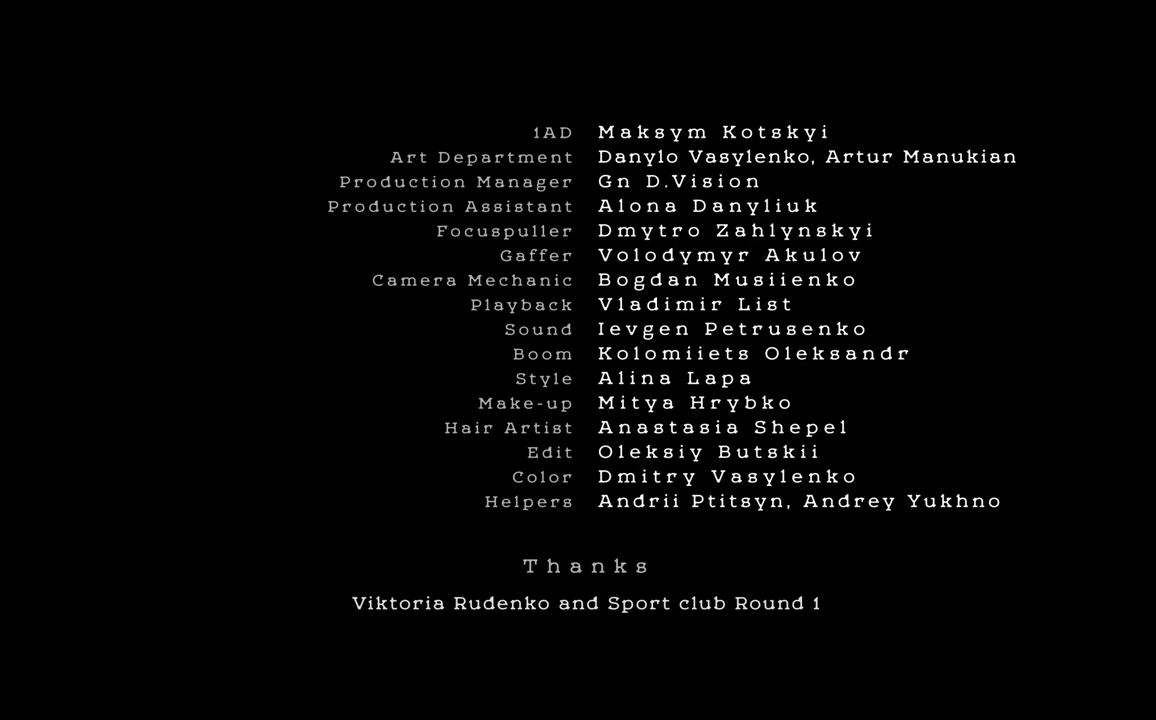 1AD Maksym Kotskyi
Art Department Danylo Vasylenko, Artur Manukian
Production Manager Gn D.Vision
Production Assistant Alona Danyliuk
Focuspuller Dmytro Zahlynskyi
Gaffer Volodymyr Akulov
Camera Mechanic Bogdan Musiienko
Playback Vladimir List
Sound Ievgen Petrusenko
Boom Kolomiiets Oleksandr
Style Alina Lapa
Make-up Mitya Hrybko
Hair Artist Anastasia Shepel
Edit Oleksiy Butskii
Color Dmitry Vasylenko
Helpers Andrii Ptitsyn, Andrey Yukhno
Thanks
Viktoria Rudenko and Sport club Round 1